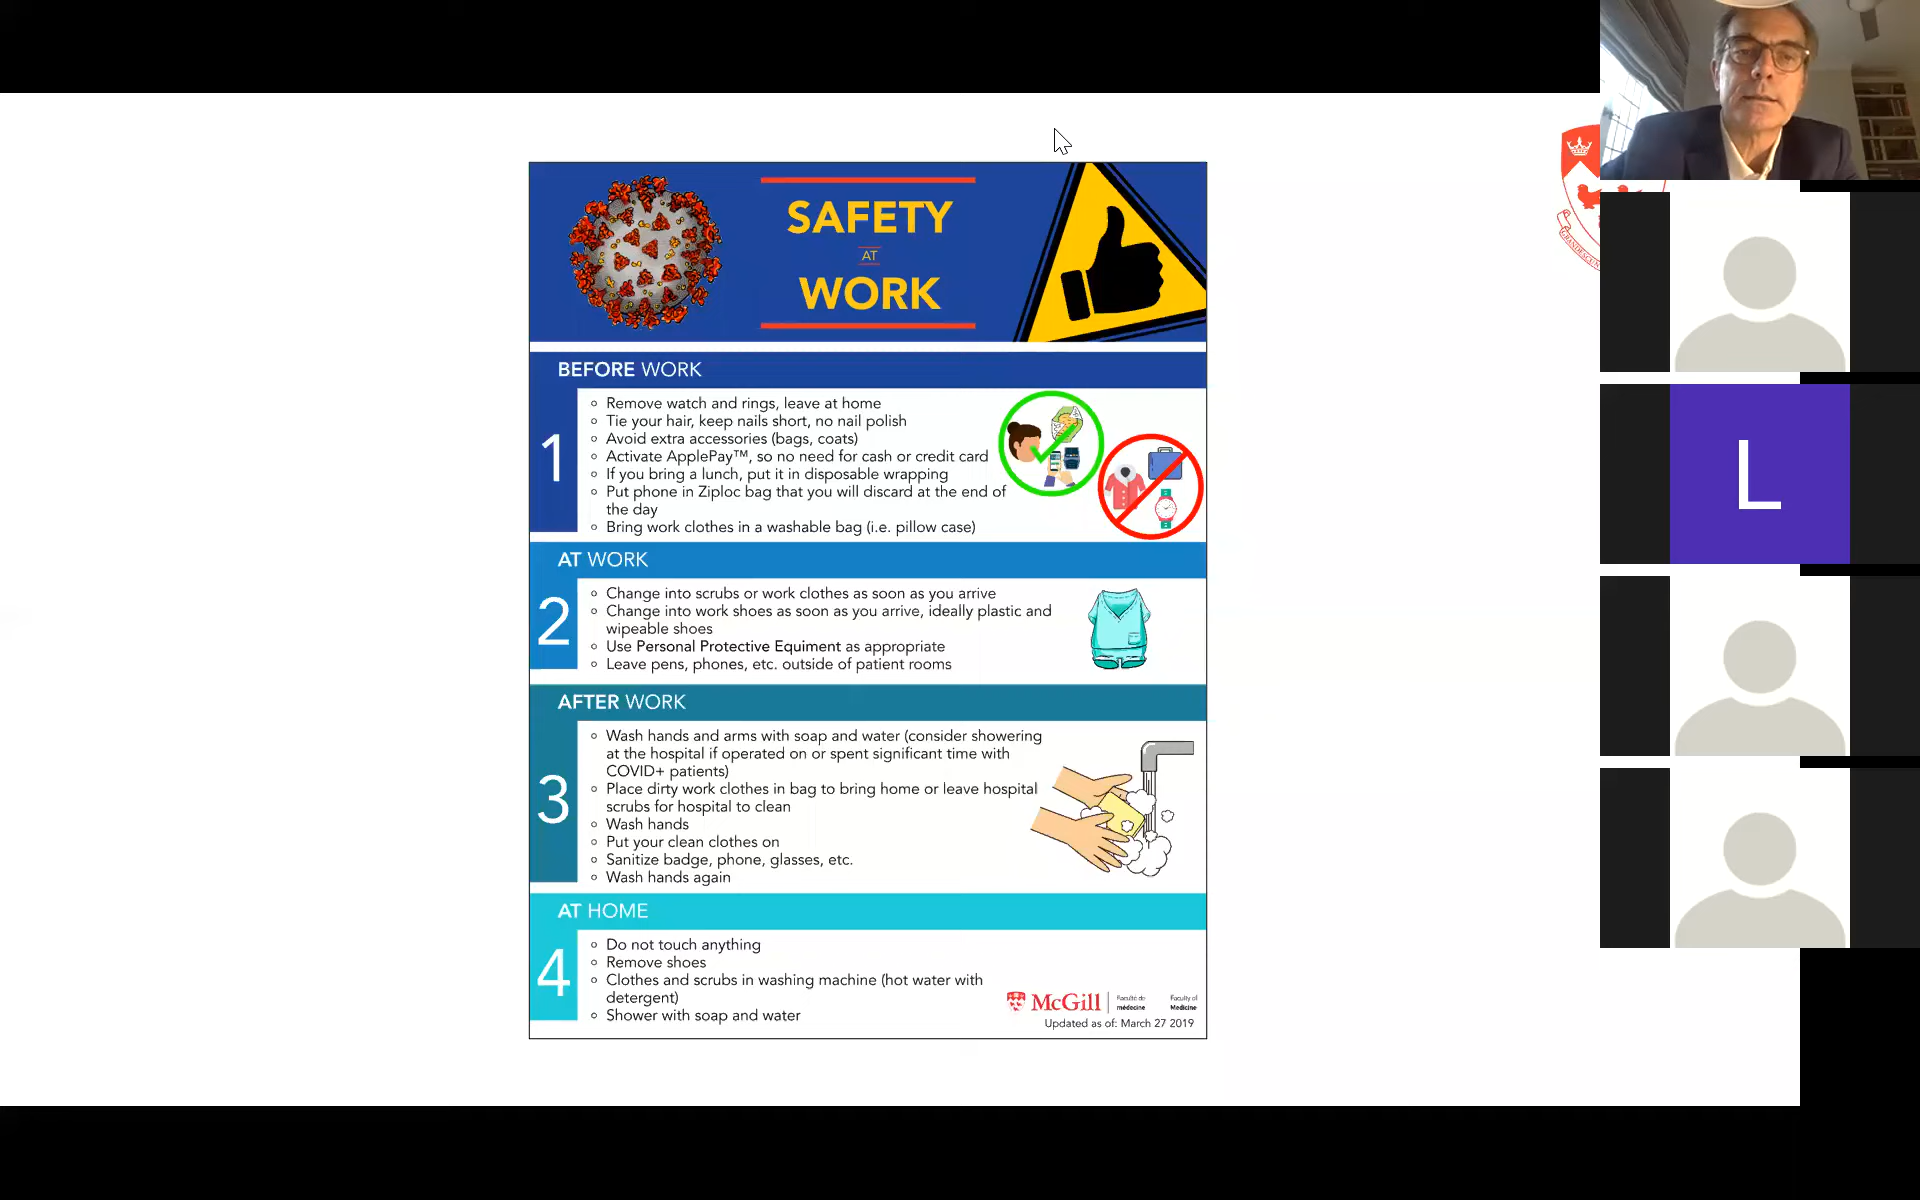 SAFETY
AT
WORK
BEFORE WORK
1
Remove watch and rings, leave at home
Tie your hair, keep nails short, no nail polish
Avoid extra accessories (bags, coats)
Activate ApplePay™, so no need for cash or credit card
If you bring a lunch, put it in disposable wrapping
Put phone in Ziploc bag that you will discard at the end of
the day
Bring work clothes in a washable bag (i.e. pillow case)
AT WORK
2
Change into scrubs or work clothes as soon as you arrive
Change into work shoes as soon as you arrive, ideally plastic and
wipeable shoes
Use Personal Protective Equiment as appropriate
Leave pens, phones, etc. outside of patient rooms
AFTER WORK
3
Wash hands and arms with soap and water (consider showering
at the hospital if operated on or spent significant time with
COVID+ patients)
Place dirty work clothes in bag to bring home or leave hospital
scrubs for hospital to clean
Wash hands
Put your clean clothes on
Sanitize badge, phone, glasses, etc.
Wash hands again
AT HOME
4
Do not touch anything
Remove shoes
Clothes and scrubs in washing machine (hot water with
detergent)
Shower with soap and water
McGill
Faculté de
médecine
Faculty of
Medicine
Updated as of: March 27 2019
L